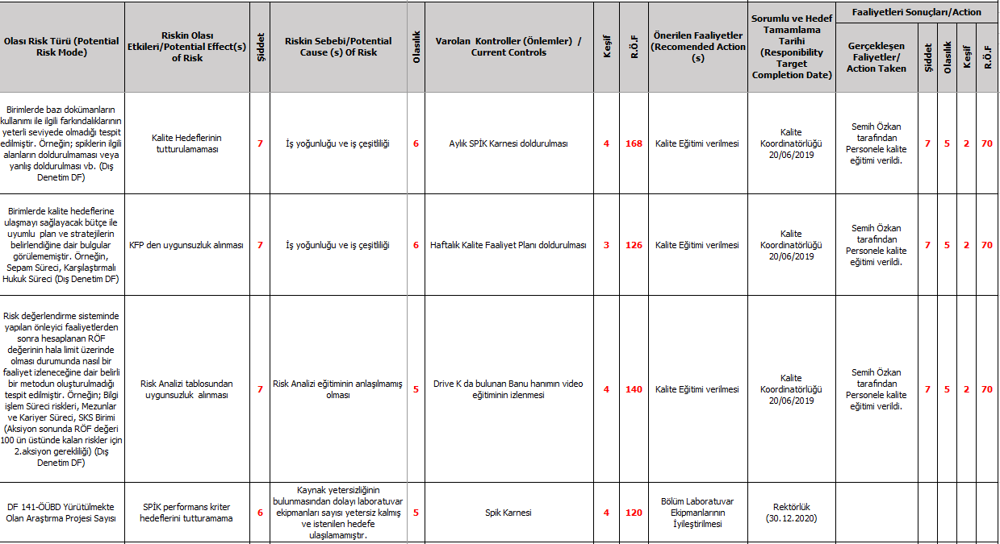 Olası Risk Türü (Potential
Risk Mode)
Riskin Olası
Etkileri/Potential Effect(s)
of Risk
Şiddet
Riskin Sebebi/Potential
Cause (s) Of Risk
Olasılık
Varolan Kontroller (Önlemler) /
Current Controls
Keşif
R.Ö.F
Önerilen Faaliyetler
(Recomended Action
(s)
Sorumlu ve Hedef
Tamamlama
Tarihi
(Responibility
Target
Completion Date)
Faaliyetleri Sonuçları/Action
Gerçekleşen
Faliyetler/
Action Taken
Şiddet
Olasılık
Keşif
R.Ö.F
Birimlerde bazı dokümanların
kullanımı ile ilgili farkındalıklarının
yeterli seviyede olmadığı tespit
edilmiştir. Örneğin; spiklerin ilgili
alanların doldurulmaması veya
yanlış doldurulması vb. (Dış
Denetim DF)
Kalite Hedeflerinin
tutturulamaması
7
İş yoğunluğu ve iş çeşitliliği
6
Aylık SPİK Karnesi doldurulması
4
168
Kalite Eğitimi verilmesi
Kalite
Koordinatörlüğü
20/06/2019
Semih Özkan
tarafından
Personele kalite
eğitimi verildi.
7
5
2
70
Birimlerde kalite hedeflerine
ulaşmayı sağlayacak bütçe ile
uyumlu plan ve stratejilerin
belirlendiğine dair bulgular
görülememiştir. Örneğin,
Sepam Süreci, Karşılaştırmalı
Hukuk Süreci (Dış Denetim DF)
KFP den uygunsuzluk alınması
7
İş yoğunluğu ve iş çeşitliliği
6
Haftalık Kalite Faaliyet Planı doldurulması
3
126
Kalite Eğitimi verilmesi
Kalite
Koordinatörlüğü
20/06/2019
Semih Özkan
tarafından
Personele kalite
eğitimi verildi.
7
5
2
70
Risk değerlendirme sisteminde
yapılan önleyici faaliyetlerden
sonra hesaplanan RÖF
değerinin hala limit üzerinde
olması durumunda nasıl bir
faaliyet izleneceğine dair belirli
bir metodun oluşturulmadığı
tespit edilmiştir. Örneğin; Bilgi
işlem Süreci riskleri, Mezunlar
ve Kariyer Süreci, SKS Birimi
(Aksiyon sonunda RÖF değeri
100 ün üstünde kalan riskler için
2.aksiyon gerekliliği) (Dış
Denetim DF)
Risk Analizi tablosundan
uygunsuzluk alınması
7
Risk Analizi eğitiminin anlaşılmamış
olması
5
Drive K da bulunan Banu hanımın video
eğitiminin izlenmesi
4
140
Kalite Eğitimi verilmesi
Kalite
Koordinatörlüğü
20/06/2019
Semih Özkan
tarafından
Personele kalite
eğitimi verildi.
7
5
2
70
DF 141-ÖÜBD Yürütülmekte
Olan Araştırma Projesi Sayısı
SPİK performans kriter
hedeflerini tutturamama
6
Kaynak yetersizliğinin
bulunmasından dolayı laboratuvar
ekipmanları sayısı yetersiz kalmış
ve istenilen hedefe
ulaşılamamıştır.
5
Spik Karnesi
4
120
Bölüm Laboratuvar
Ekipmanlarının
İyileştirilmesi
Rektörlük
(30.12.2020)